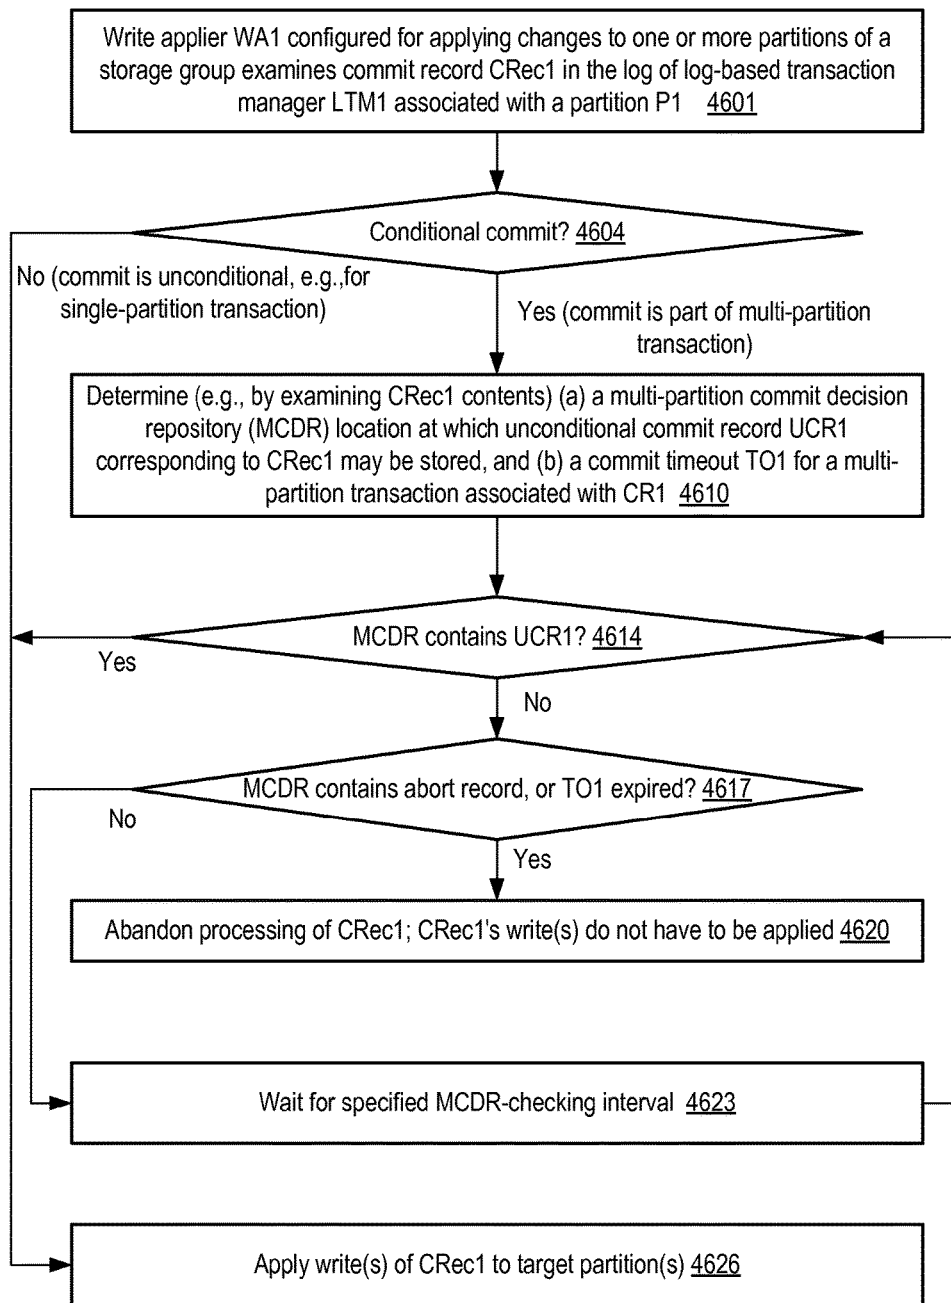 Write applier WA1 configured for applying changes to one or more partitions of a
storage group examines commit record CRec1 in the log of log-based transaction
manager LTM1 associated with a partition P1 4601
Conditional commit? 4604
No (commit is unconditional, e.g.,for
single-partition transaction)
Yes (commit is part of multi-partition
transaction)
Determine (e.g., by examining CRec1 contents) (a) a multi-partition commit decision
repository (MCDR) location at which unconditional commit record UCR1
corresponding to CRec1 may be stored, and (b) a commit timeout TO1 for a multi-
partition transaction associated with CR1 4610
MCDR contains UCR1? 4614
Yes
No
MCDR contains abort record, or TO1 expired? 4617
No
Yes
Abandon processing of CRec1; CRec1's write(s) do not have to be applied 4620
Wait for specified MCDR-checking interval 4623
Apply write(s) of CRec1 to target partition(s) 4626